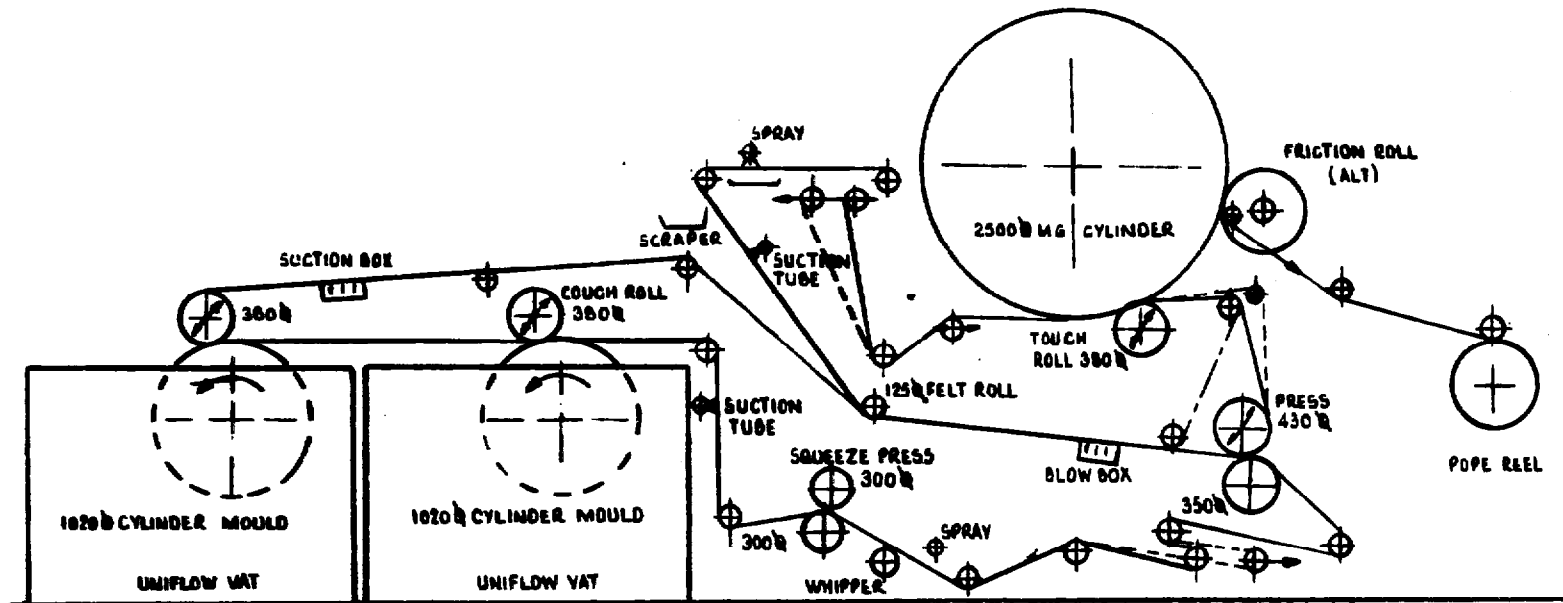 SPRAY
FRICTION ROLL
(ALT)
2500⌀ MG CYLINDER
SCRAPER
SUCTION BOX
SUCTION
TUBE
COUGH ROLL
380⌀
380⌀
TOUCH
ROLL 380⌀
125⌀ FELT ROLL
PRESS
430⌀
SUCTION
TUBE
SQUEEZE PRESS
300⌀
BLOW BOX
POPE REEL
1020⌀ CYLINDER MOULD
1020⌀ CYLINDER MOULD
350⌀
300⌀
SPRAY
UNIFLOW VAT
UNIFLOW VAT
WHIPPER